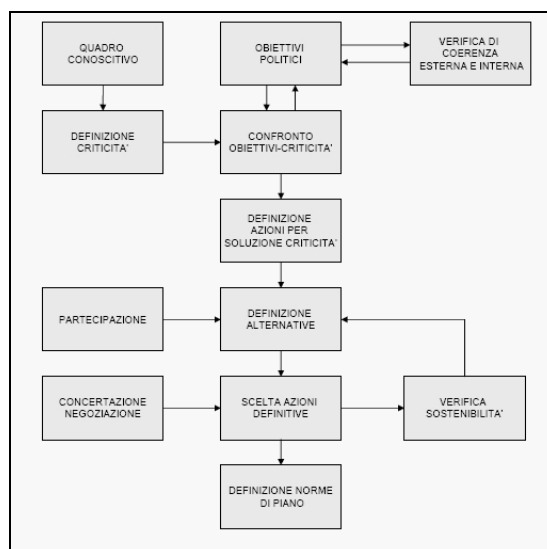 QUADRO
CONOSCITIVO
OBIETTIVI
POLITICI
VERIFICA DI
COERENZA
ESTERNA E INTERNA
DEFINIZIONE
CRITICITA'
CONFRONTO
OBIETTIVI-CRITICITA'
DEFINIZIONE
AZIONI PER
SOLUZIONE CRITICITA'
PARTECIPAZIONE
DEFINIZIONE
ALTERNATIVE
CONCERTAZIONE
NEGOZIAZIONE
SCELTA AZIONI
DEFINITIVE
VERIFICA
SOSTENIBILITA'
DEFINIZIONE NORME
DI PIANO